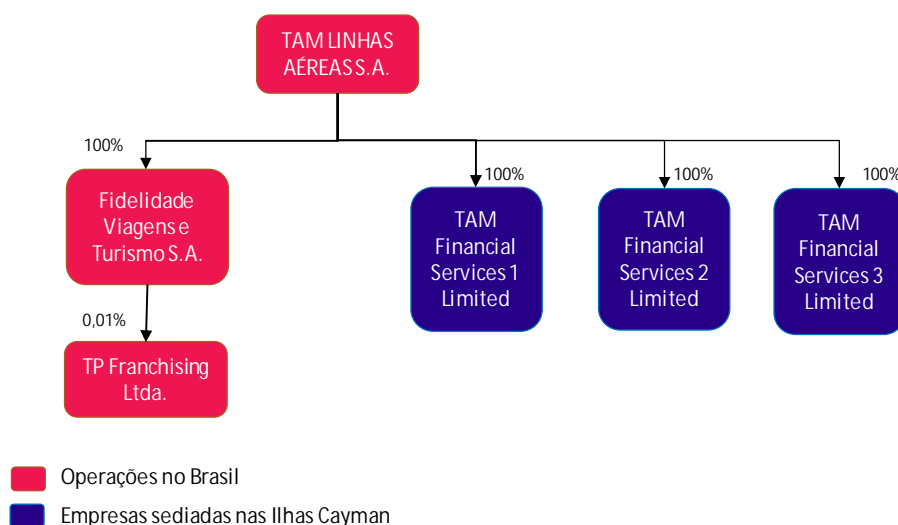 TAM LINHAS
AÉREAS S.A.
100%
100%
100%
100%
Fidelidade
Viagens e
Turismo S.A.
TAM
Financial
Services 1
Limited
TAM
Financial
Services 2
Limited
TAM
Financial
Services 3
Limited
0,01%
TP Franchising
Ltda.
Operações no Brasil
Empresas sediadas nas Ilhas Cayman